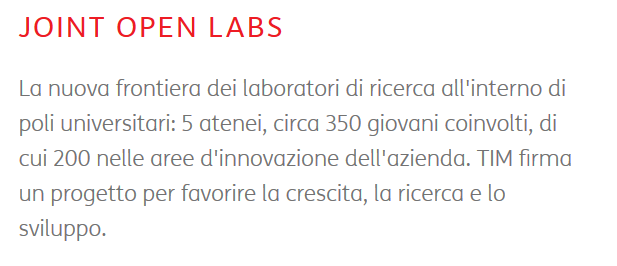 JOINT OPEN LABS
La nuova frontiera dei laboratori di ricerca all'interno di
poli universitari: 5 atenei, circa 350 giovani coinvolti, di
cui 200 nelle aree d'innovazione dell'azienda. TIM firma
un progetto per favorire la crescita, la ricerca e lo
sviluppo.